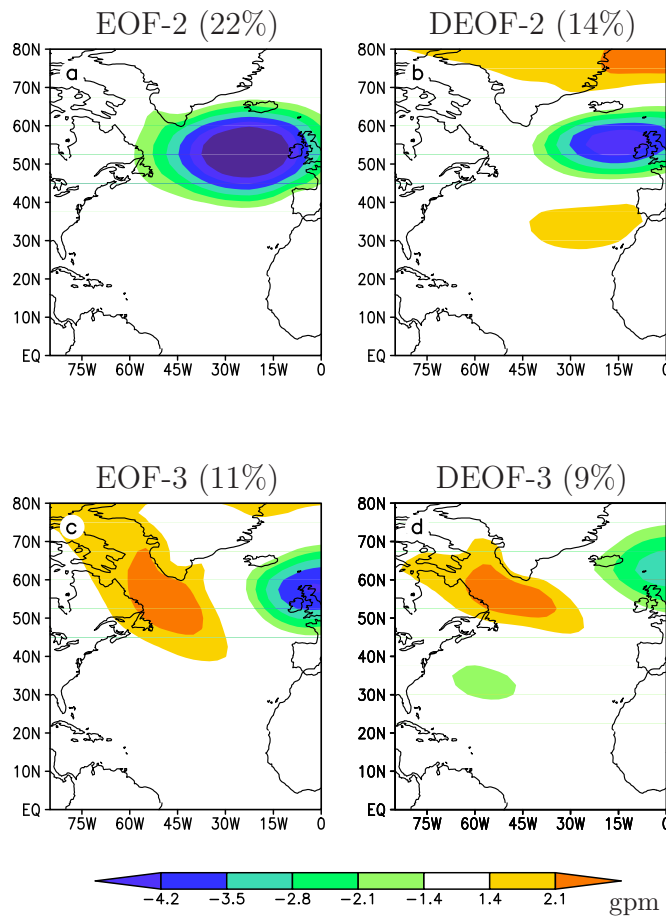 EOF-2 (22%) DEOF-2 (14%)
80N 80N
a b
70N 70N
60N 60N
50N 50N
40N 40N
30N 30N
20N 20N
10N 10N
EQ EQ
75W 60W 45W 30W 15W 0 75W 60W 45W 30W 15W 0
EOF-3 (11%) DEOF-3 (9%)
80N 80N
c d
70N 70N
60N 60N
50N 50N
40N 40N
30N 30N
20N 20N
10N 10N
EQ EQ
75W 60W 45W 30W 15W 0 75W 60W 45W 30W 15W 0
−4.2 −3.5 −2.8 −2.1 −1.4 1.4 2.1 gpm